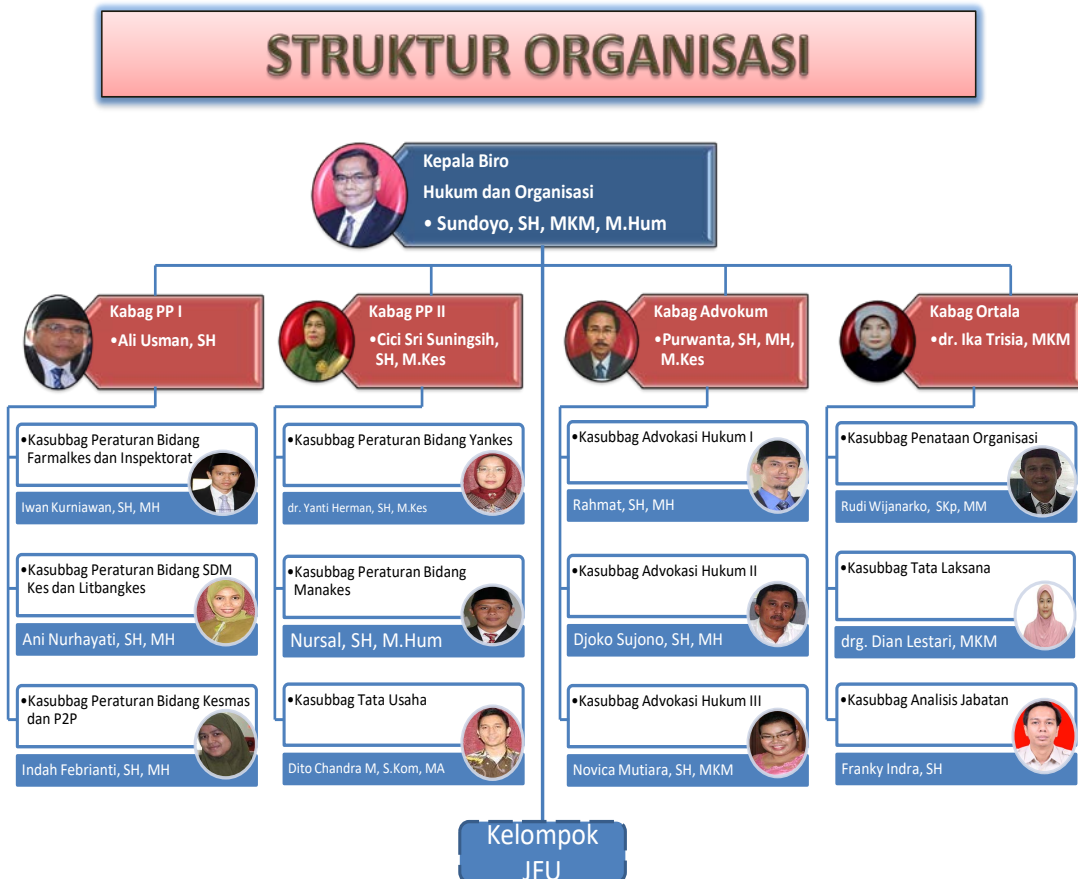 STRUKTUR ORGANISASI
Kepala Biro
Hukum dan Organisasi
• Sundoyo, SH, MKM, M.Hum
Kabag PP I
•Ali Usman, SH
Kabag PP II
•Cici Sri Suningsih,
SH, M.Kes
Kabag Advokum
•Purwanta, SH, MH,
M.Kes
Kabag Ortala
•dr. Ika Trisia, MKM
•Kasubbag Peraturan Bidang
Farmalkes dan Inspektorat
Iwan Kurniawan, SH, MH
•Kasubbag Peraturan Bidang SDM
Kes dan Litbangkes
Ani Nurhayati, SH, MH
•Kasubbag Peraturan Bidang Kesmas
dan P2P
Indah Febrianti, SH, MH
•Kasubbag Peraturan Bidang Yankes
dr. Yanti Herman, SH, M.Kes
•Kasubbag Peraturan Bidang
Manakes
Nursal, SH, M.Hum
•Kasubbag Tata Usaha
Dito Chandra M, S.Kom, MA
•Kasubbag Advokasi Hukum I
Rahmat, SH, MH
•Kasubbag Advokasi Hukum II
Djoko Sujono, SH, MH
•Kasubbag Advokasi Hukum III
Novica Mutiara, SH, MKM
•Kasubbag Penataan Organisasi
Rudi Wijanarko, SKp, MM
•Kasubbag Tata Laksana
drg. Dian Lestari, MKM
•Kasubbag Analisis Jabatan
Franky Indra, SH
Kelompok
JFU